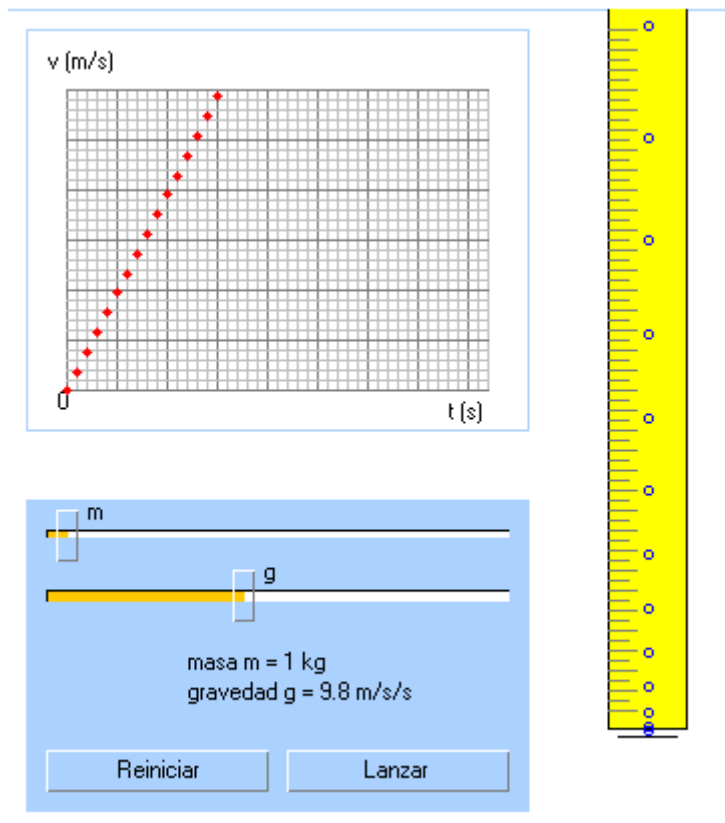 v (m/s)
0
t (s)
m
g
masa m = 1 kg
gravedad g = 9.8 m/s/s
Reiniciar
Lanzar